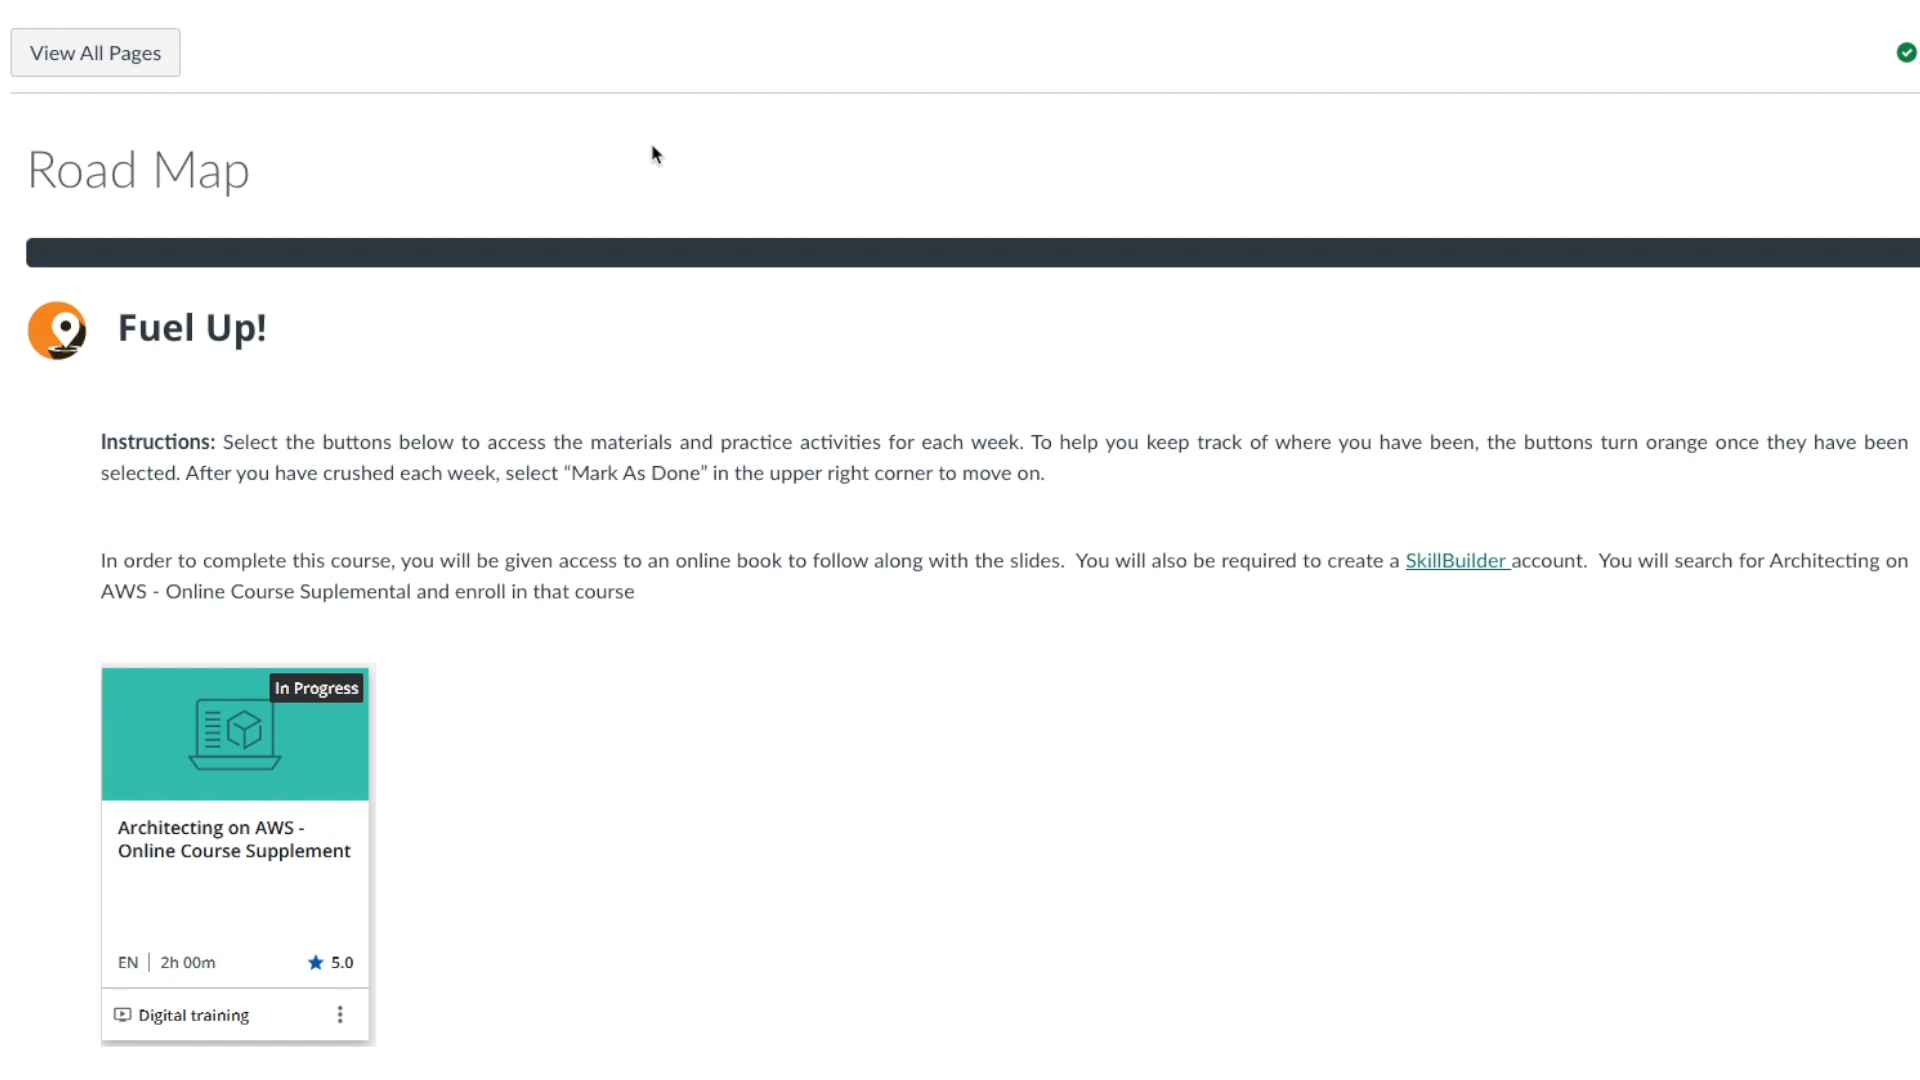 View All Pages
Road Map
Fuel Up!
Instructions: Select the buttons below to access the materials and practice activities for each week. To help you keep track of where you have been, the buttons turn orange once they have been
selected. After you have crushed each week, select “Mark As Done” in the upper right corner to move on.
In order to complete this course, you will be given access to an online book to follow along with the slides. You will also be required to create a SkillBuilder account. You will search for Architecting on
AWS - Online Course Suplemental and enroll in that course
In Progress
Architecting on AWS -
Online Course Supplement
EN | 2h 00m ★ 5.0
Digital training